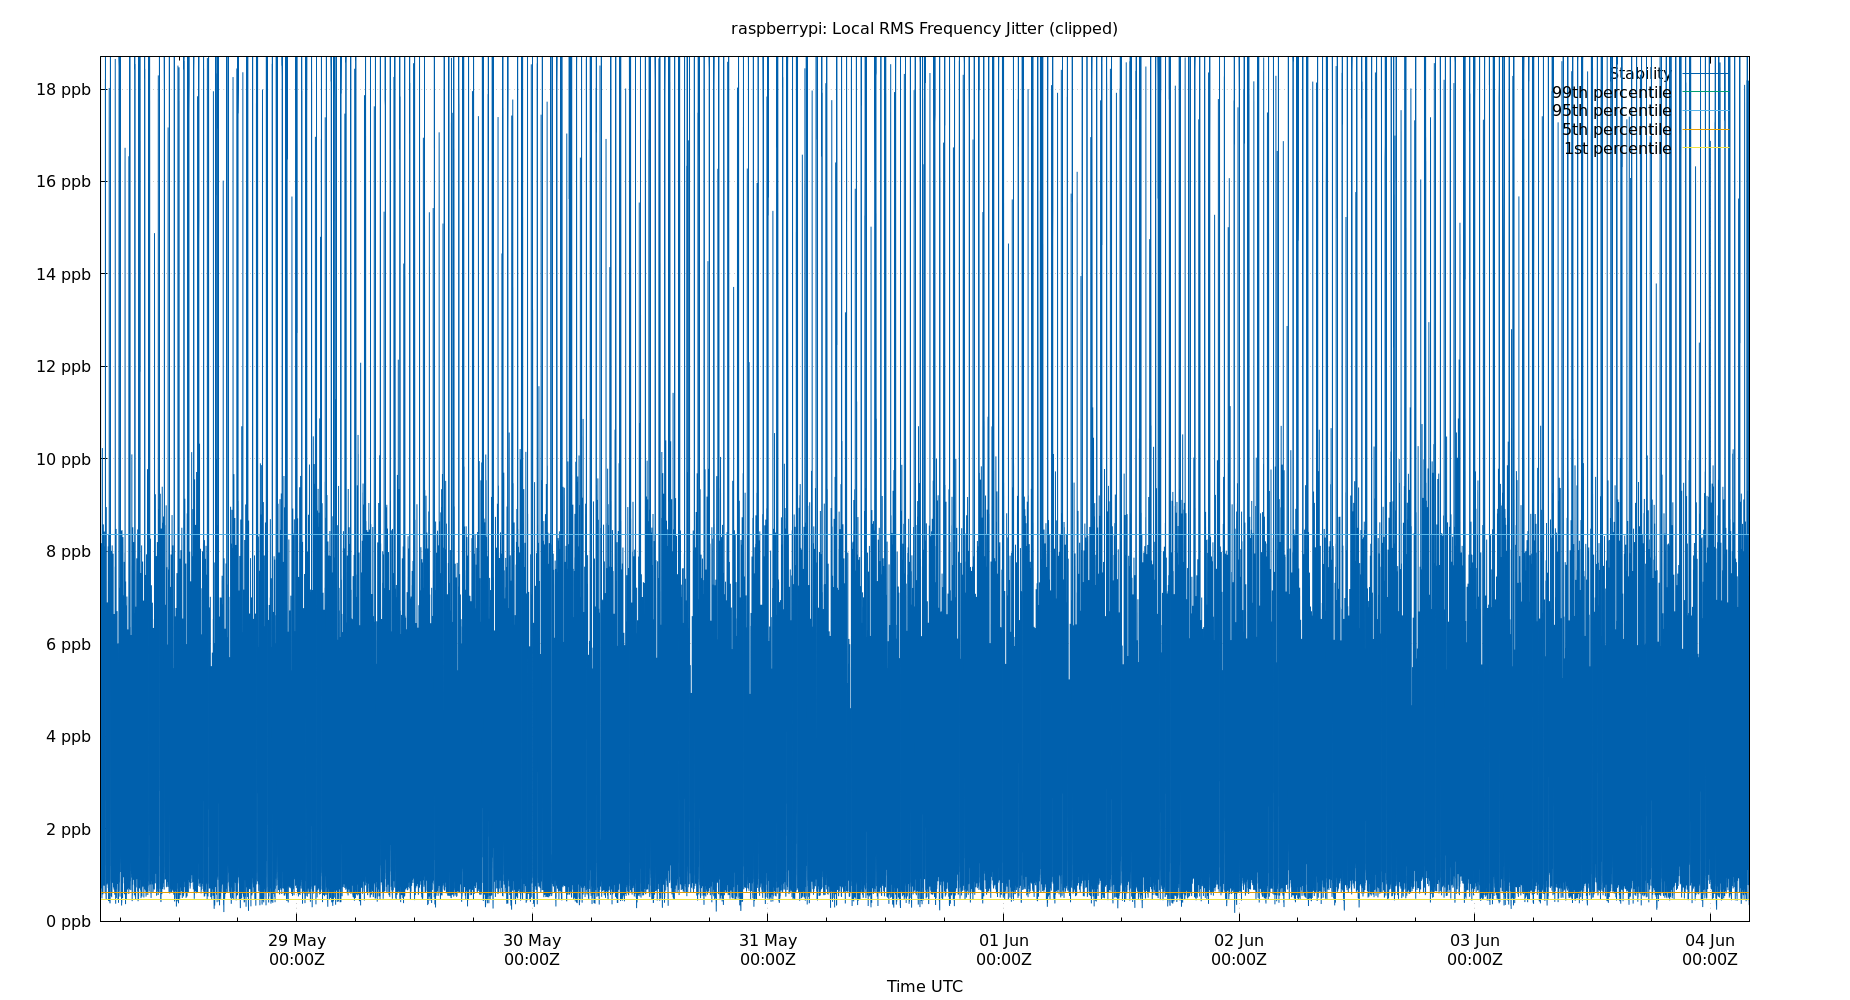 raspberrypi: Local RMS Frequency Jitter (clipped)
18 ppb
16 ppb
14 ppb
12 ppb
10 ppb
8 ppb
6 ppb
4 ppb
2 ppb
0 ppb
Stability
99th percentile
95th percentile
5th percentile
1st percentile
29 May
00:00Z
30 May
00:00Z
31 May
00:00Z
01 Jun
00:00Z
02 Jun
00:00Z
03 Jun
00:00Z
04 Jun
00:00Z
Time UTC